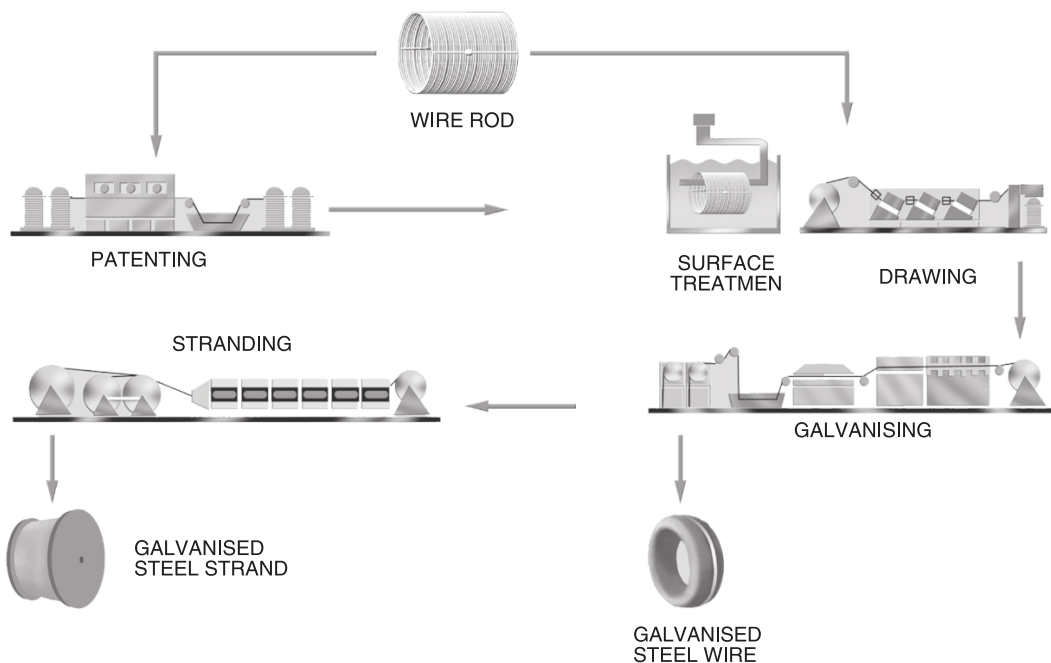 WIRE ROD
PATENTING
SURFACE
TREATMEN
DRAWING
STRANDING
GALVANISING
GALVANISED
STEEL STRAND
GALVANISED
STEEL WIRE